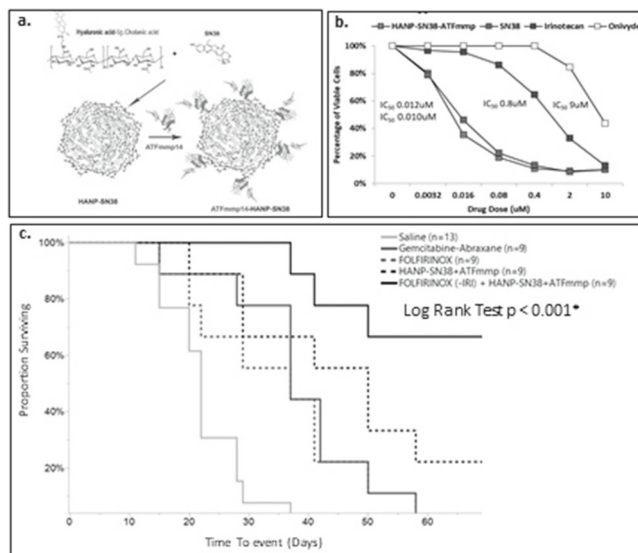 a.
Hyaluronic acid-(g. Cholanic acid
SN38
+
ATFmmp14
HANP-SN38
ATFmmp14-HANP-SN38
b.
HANP-SN38-ATFmmp
SN38
Irinotecan
Onivyde
Percentage of Viable Cells
100%
80%
60%
40%
20%
0%
IC50 0.012uM
IC50 0.010uM
IC50 0.8uM
IC50 9uM
0 0.0032 0.016 0.08 0.4 2 10
Drug Dose (uM)
c.
Saline (n=13)
Gemcitabine-Abraxane (n=9)
FOLFIRINOX (n=9)
HANP-SN38+ATFmmp (n=9)
FOLFIRINOX (-IRI) + HANP-SN38+ATFmmp (n=9)
Log Rank Test p < 0.001*
Proportion Surviving
100%
80%
60%
40%
20%
0 10 20 30 40 50 60
Time To event (Days)